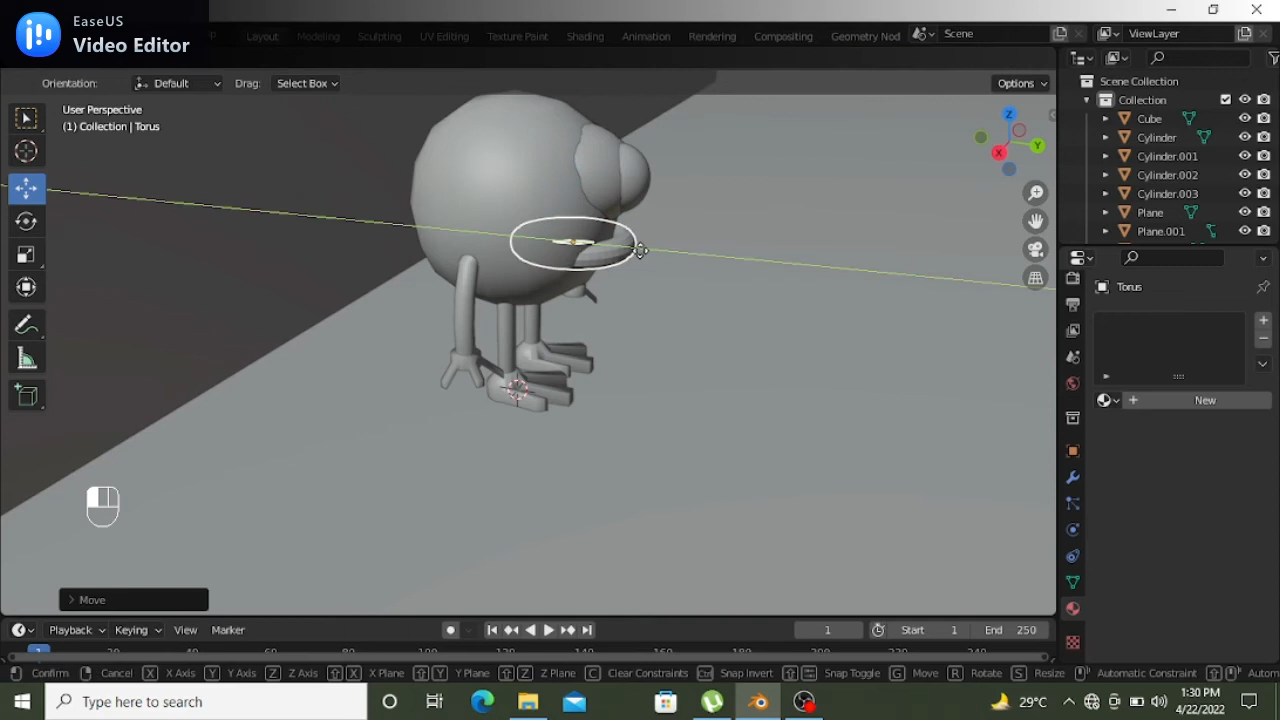 EaseUS
Video Editor
Layout Modeling Sculpting UV Editing Texture Paint Shading Animation Rendering Compositing Geometry Nod Scene ViewLayer
Orientation: Default Drag: Select Box Options
User Perspective
(1) Collection | Torus
Z
Y
X
Scene Collection
Collection
Cube
Cylinder
Cylinder.001
Cylinder.002
Cylinder.003
Plane
Plane.001
Torus
New
Move
Playback Keying View Marker 1 Start 1 End 250
Confirm Cancel X X Axis Y Y Axis Z Z Axis X X Plane Y Y Plane Z Z Plane C Clear Constraints Snap Invert Snap Toggle G Move R Rotate S Resize Automatic Constraint Autom
Type here to search 29°C 1:30 PM
4/22/2022